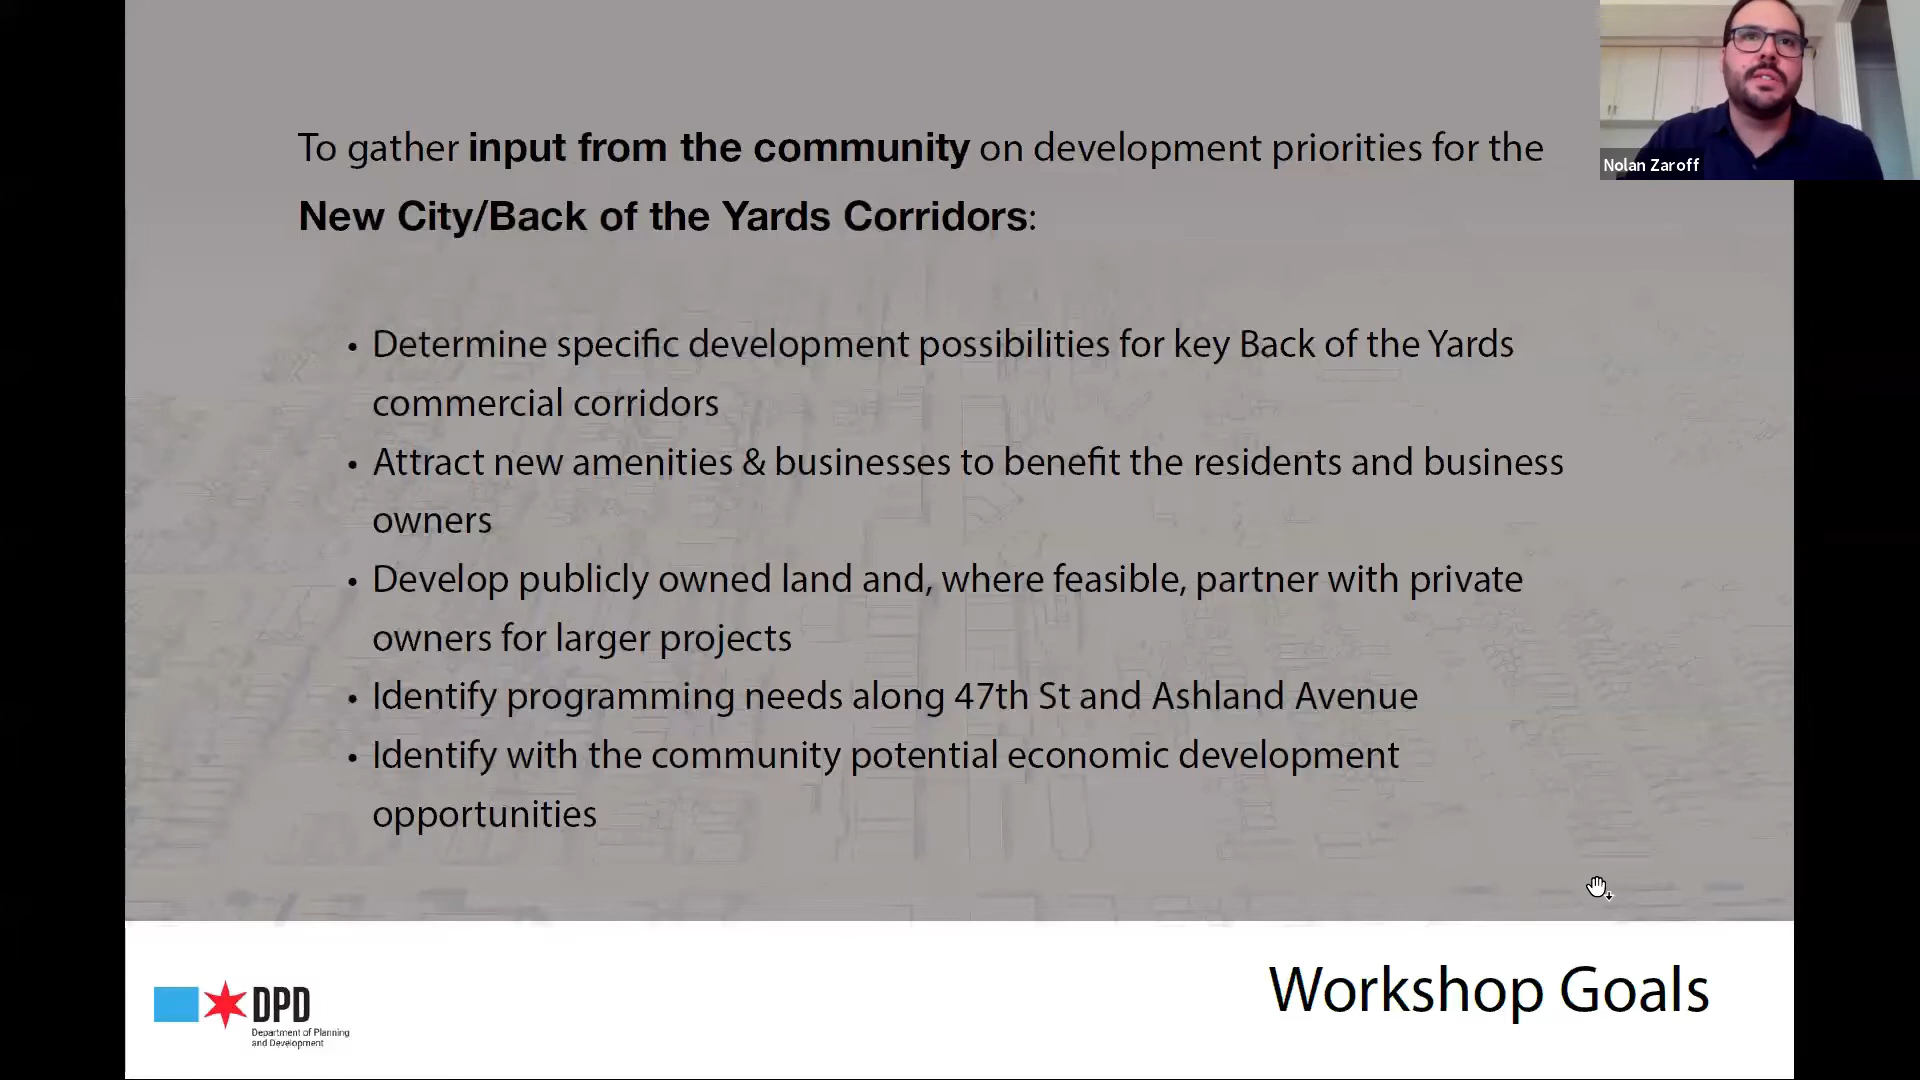 To gather input from the community on development priorities for the
New City/Back of the Yards Corridors:
• Determine specific development possibilities for key Back of the Yards
commercial corridors
• Attract new amenities & businesses to benefit the residents and business
owners
• Develop publicly owned land and, where feasible, partner with private
owners for larger projects
• Identify programming needs along 47th St and Ashland Avenue
• Identify with the community potential economic development
opportunities
Nolan Zaroff
DPD
Department of Planning
and Development
Workshop Goals